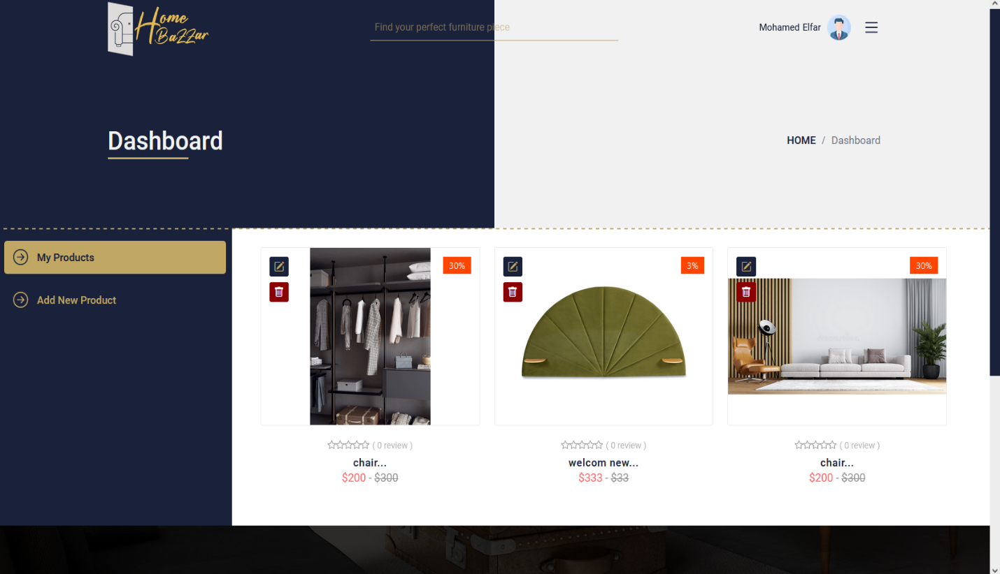 Home
BaZZar
Find your perfect furniture piece
Mohamed Elfar
Dashboard
HOME / Dashboard
My Products
Add New Product
30%
3%
30%
( 0 review )
( 0 review )
( 0 review )
chair...
welcom new...
chair...
$200 - $300
$333 - $33
$200 - $300